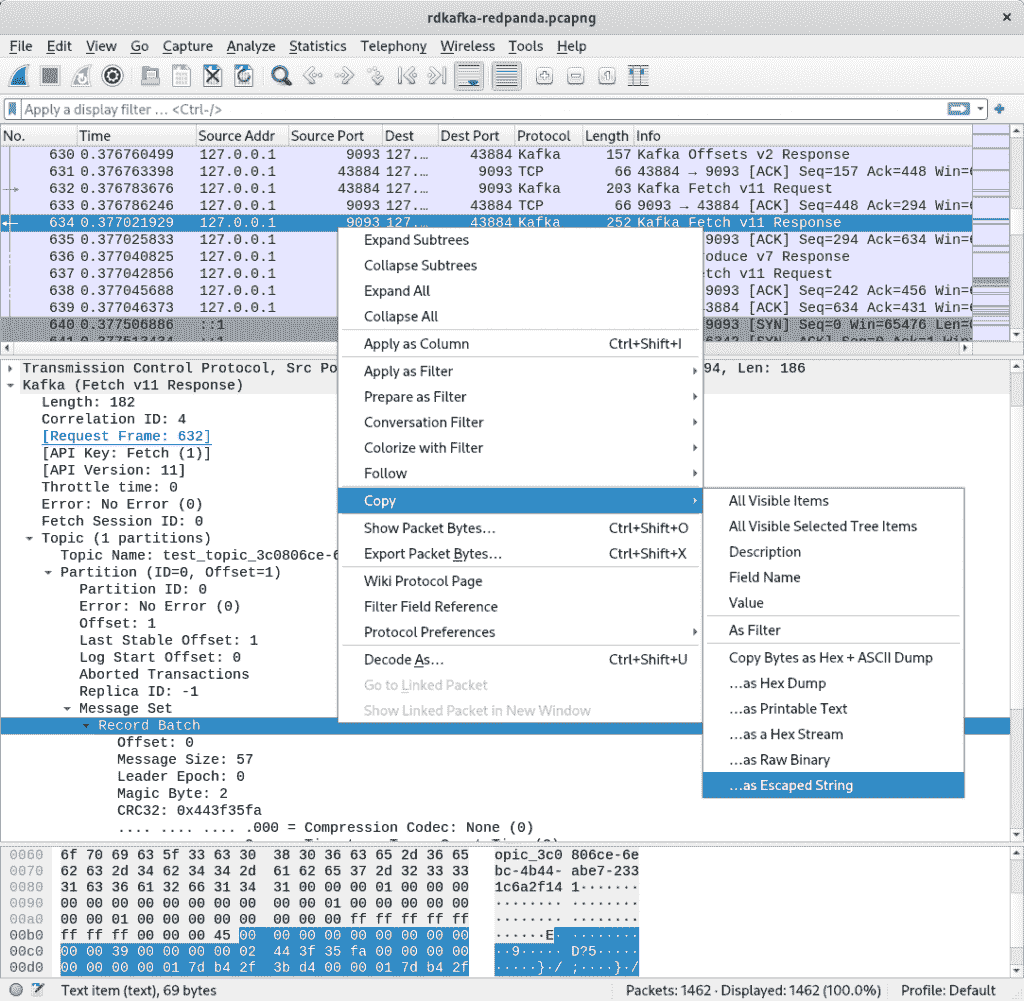 rdkafka-redpanda.pcapng
File Edit View Go Capture Analyze Statistics Telephony Wireless Tools Help
Apply a display filter … <Ctrl-/>
No. Time Source Addr Source Port Dest Dest Port Protocol Length Info
630 0.376760499 127.0.0.1 9093 127.… 43884 Kafka 157 Kafka Offsets v2 Response
631 0.376763398 127.0.0.1 43884 127.… 9093 TCP 66 43884 → 9093 [ACK] Seq=157 Ack=448 Win=
632 0.376783676 127.0.0.1 43884 127.… 9093 Kafka 203 Kafka Fetch v11 Request
633 0.376786246 127.0.0.1 9093 127.… 43884 TCP 66 9093 → 43884 [ACK] Seq=448 Ack=294 Win=
634 0.377021929 127.0.0.1 9093 127.… 43884 Kafka 252 Kafka Fetch v11 Response
635 0.377025833 127.0.0.1 9093 [ACK] Seq=294 Ack=634 Win=
636 0.377040825 127.0.0.1 oduce v7 Response
637 0.377042856 127.0.0.1 etch v11 Request
638 0.377045688 127.0.0.1 9093 [ACK] Seq=242 Ack=456 Win=
639 0.377046373 127.0.0.1 43884 [ACK] Seq=634 Ack=431 Win=
640 0.377506886 ::1 9093 [SYN] Seq=0 Win=65476 Len=
Expand Subtrees
Collapse Subtrees
Expand All
Collapse All
Apply as Column Ctrl+Shift+I
Apply as Filter
Prepare as Filter
Conversation Filter
Colorize with Filter
Follow
Copy
Show Packet Bytes… Ctrl+Shift+O
Export Packet Bytes… Ctrl+Shift+X
Wiki Protocol Page
Filter Field Reference
Protocol Preferences
Decode As… Ctrl+Shift+U
Go to Linked Packet
Show Linked Packet in New Window
All Visible Items
All Visible Selected Tree Items
Description
Field Name
Value
As Filter
Copy Bytes as Hex + ASCII Dump
…as Hex Dump
…as Printable Text
…as a Hex Stream
…as Raw Binary
…as Escaped String
Transmission Control Protocol, Src Po 94, Len: 186
Kafka (Fetch v11 Response)
Length: 182
Correlation ID: 4
[Request Frame: 632]
[API Key: Fetch (1)]
[API Version: 11]
Throttle time: 0
Error: No Error (0)
Fetch Session ID: 0
Topic (1 partitions)
Topic Name: test_topic_3c0806ce-6
Partition (ID=0, Offset=1)
Partition ID: 0
Error: No Error (0)
Offset: 1
Last Stable Offset: 1
Log Start Offset: 0
Aborted Transactions
Replica ID: -1
Message Set
Record Batch
Offset: 0
Message Size: 57
Leader Epoch: 0
Magic Byte: 2
CRC32: 0x443f35fa
.... .... .... .000 = Compression Codec: None (0)
0060 6f 70 69 63 5f 33 63 30 38 30 36 63 65 2d 36 65 opic_3c0 806ce-6e
0070 62 63 2d 34 62 34 34 2d 61 62 65 37 2d 32 33 33 bc-4b44- abe7-233
0080 31 63 36 61 32 66 31 34 31 00 00 00 01 00 00 00 1c6a2f14 1·······
0090 00 00 00 00 00 00 00 00 00 01 00 00 00 00 00 00 ········ ········
00a0 00 00 01 00 00 00 00 00 00 00 00 ff ff ff ff ff ········ ········
00b0 ff ff ff 00 00 00 45 00 00 00 00 00 00 00 00 00 ······E· ········
00c0 00 00 39 00 00 00 00 02 44 3f 35 fa 00 00 00 00 ··9····· D?5·····
00d0 00 00 00 00 01 7d b4 2f 3b d4 00 00 01 7d b4 2f ·····}·/ ;····}·/
Text item (text), 69 bytes Packets: 1462 · Displayed: 1462 (100.0%) Profile: Default